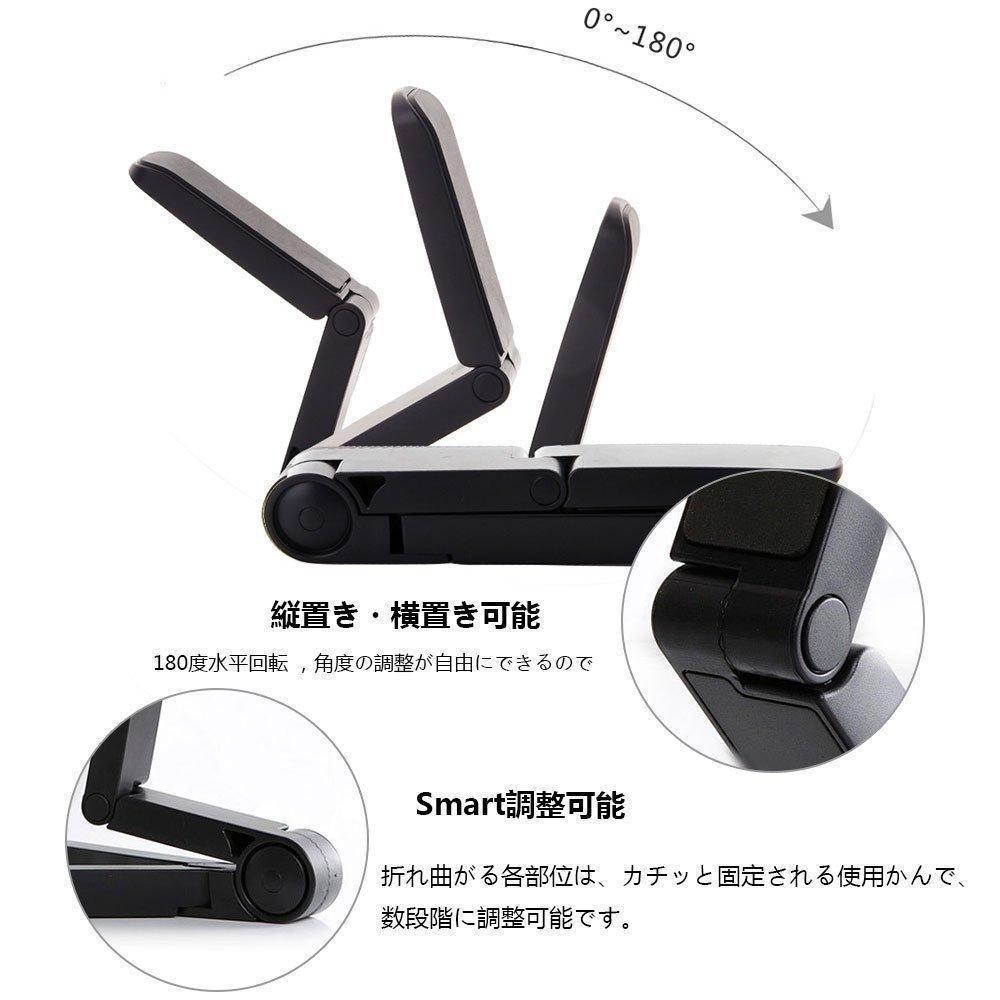 0°~180°
縦置き・横置き可能
180度水平回転 ，角度の調整が自由にできるので
Smart調整可能
折れ曲がる各部位は、カチッと固定される使用かんで、
数段階に調整可能です。